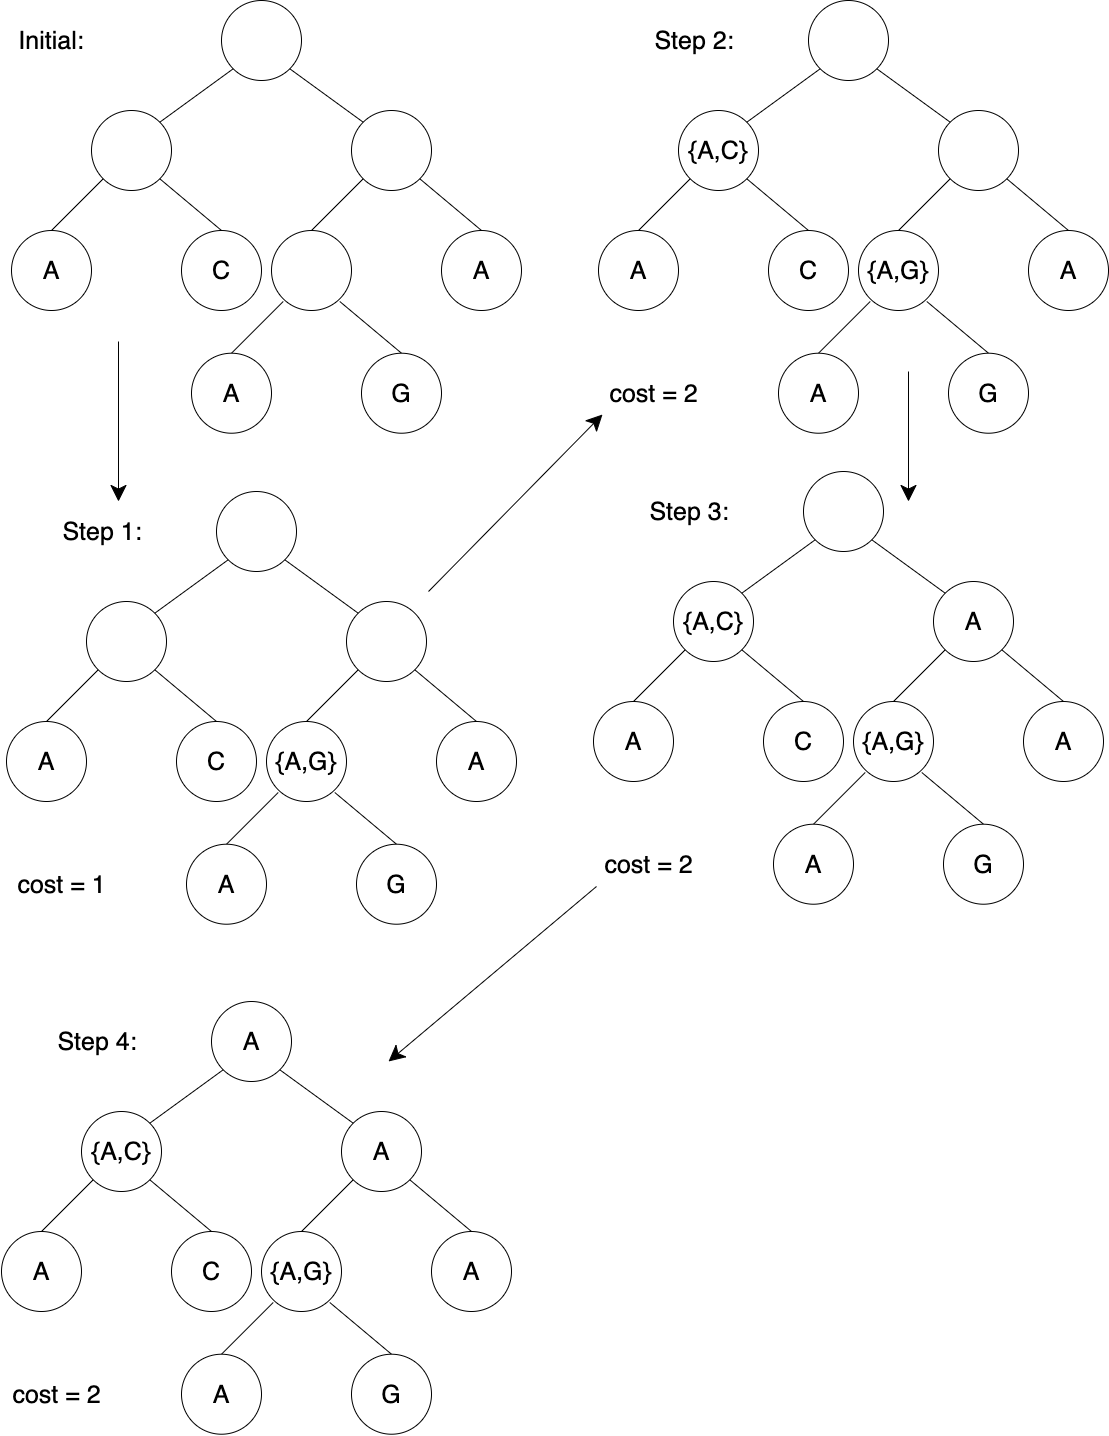 Initial:
A
C
A
A
G
Step 1:
A
C
{A,G}
A
A
G
cost = 1
Step 2:
{A,C}
A
C
{A,G}
A
A
G
cost = 2
Step 3:
{A,C}
A
A
C
{A,G}
A
A
G
cost = 2
Step 4:
A
{A,C}
A
A
C
{A,G}
A
A
G
cost = 2